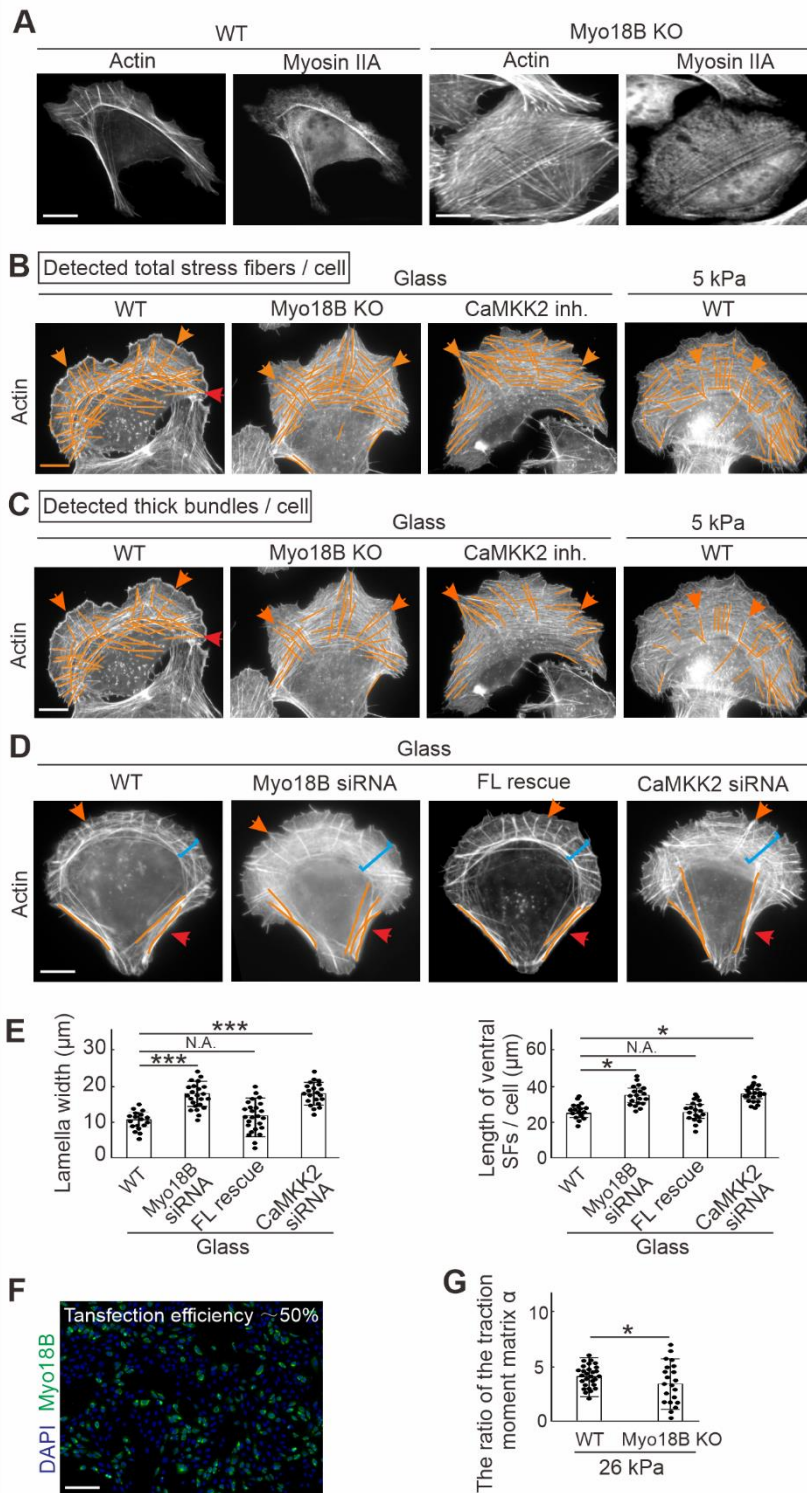 A
WT
Myo18B KO
Actin
Myosin IIA
Actin
Myosin IIA
B
Detected total stress fibers / cell
Glass
5 kPa
WT
Myo18B KO
CaMKK2 inh.
WT
Actin
C
Detected thick bundles / cell
Glass
5 kPa
WT
Myo18B KO
CaMKK2 inh.
WT
Actin
D
Glass
WT
Myo18B siRNA
FL rescue
CaMKK2 siRNA
Actin
E
Lamella width (μm)
30
20
10
0
***
N.A.
***
WT
Myo18B
siRNA
FL rescue
CaMKK2
siRNA
Glass
Length of ventral
SFs / cell (μm)
60
40
20
0
*
N.A.
*
WT
Myo18B
siRNA
FL rescue
CaMKK2
siRNA
Glass
F
DAPI Myo18B
Transfection efficiency ~50%
G
The ratio of the traction
moment matrix α
10
5
0
*
WT
Myo18B KO
26 kPa